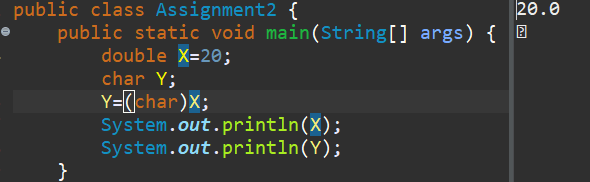 public class Assignment2 {
20.0
public static void main(String[] args) {
double X=20;
char Y;
Y=(char)X;
System.out.println(X);
System.out.println(Y);
}